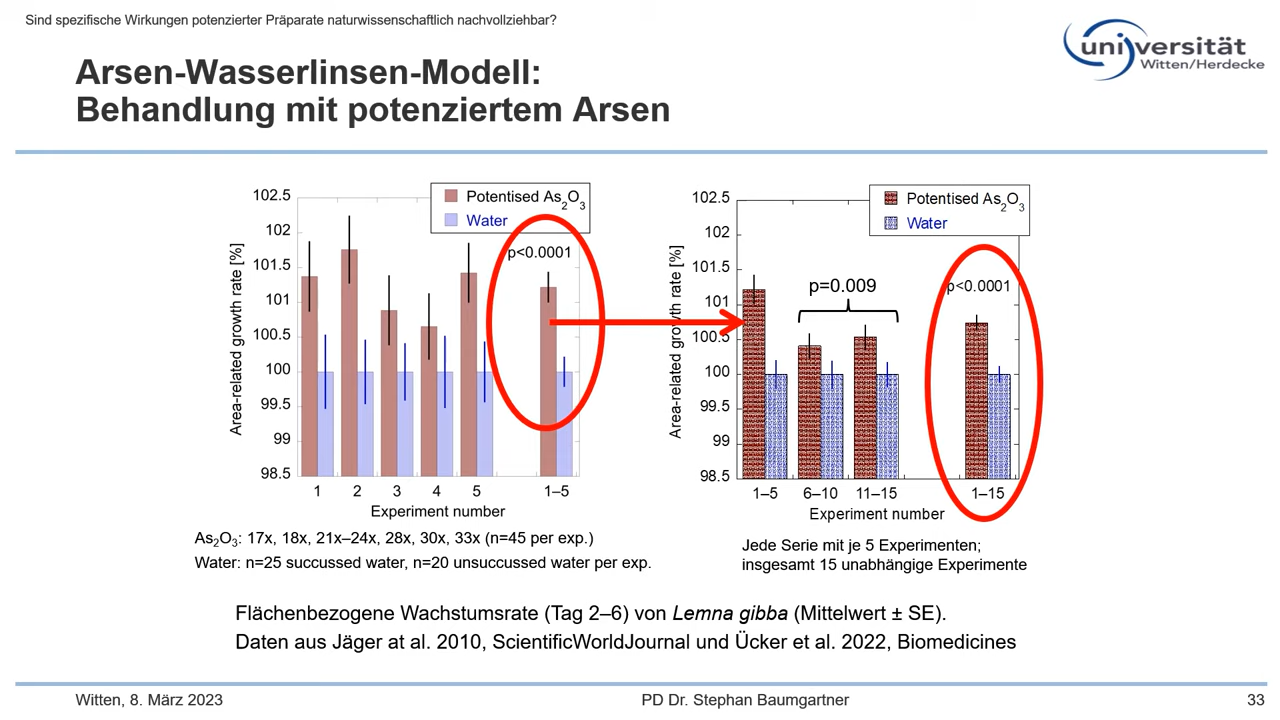 Sind spezifische Wirkungen potenzierter Präparate naturwissenschaftlich nachvollziehbar?
universität
Witten/Herdecke
Arsen-Wasserlinsen-Modell:
Behandlung mit potenziertem Arsen
Potentised As2O3
Water
p<0.0001
Area-related growth rate [%]
102.5
102
101.5
101
100.5
100
99.5
99
98.5
1 2 3 4 5 1–5
Experiment number
As2O3: 17x, 18x, 21x–24x, 28x, 30x, 33x (n=45 per exp.)
Water: n=25 succussed water, n=20 unsuccussed water per exp.
Potentised As2O3
Water
p=0.009
p<0.0001
Area-related growth rate [%]
102.5
102
101.5
101
100.5
100
99.5
99
98.5
1–5 6–10 11–15 1–15
Experiment number
Jede Serie mit je 5 Experimenten;
insgesamt 15 unabhängige Experimente
Flächenbezogene Wachstumsrate (Tag 2–6) von Lemna gibba (Mittelwert ± SE).
Daten aus Jäger at al. 2010, ScientificWorldJournal und Ücker et al. 2022, Biomedicines
Witten, 8. März 2023 PD Dr. Stephan Baumgartner 33